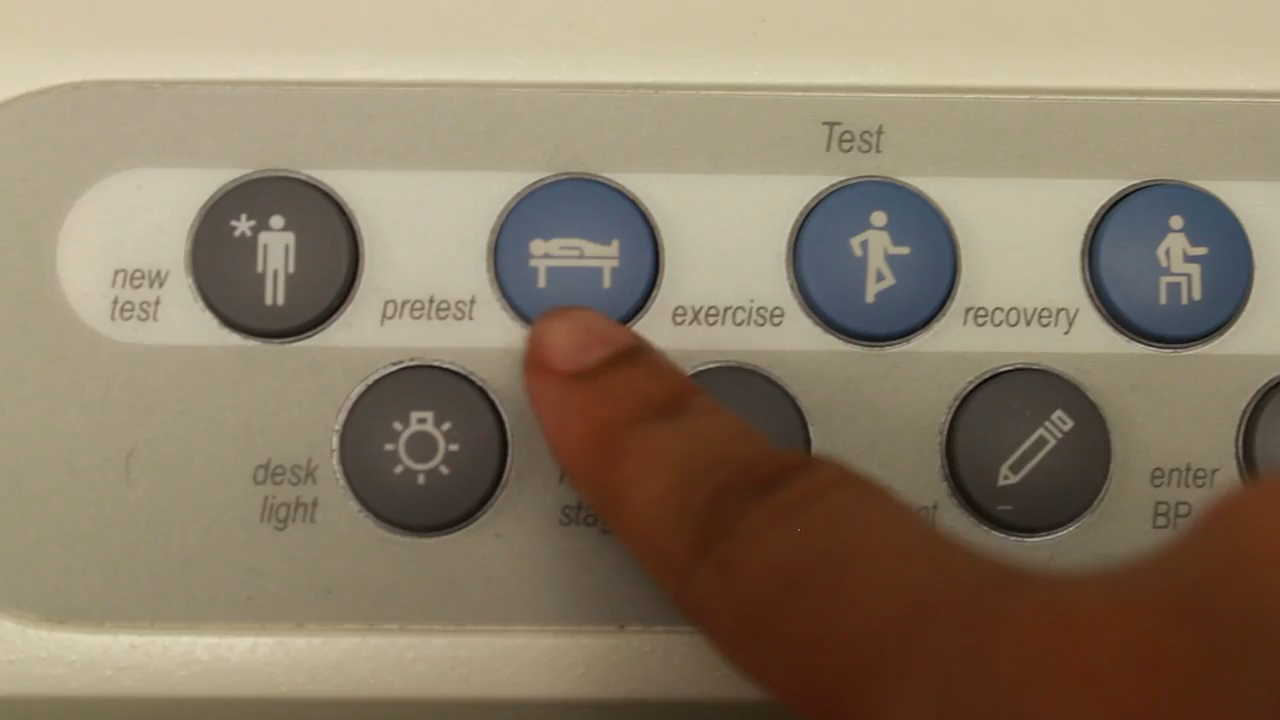 Test
new
test
pretest
exercise
recovery
desk
light
enter
BP